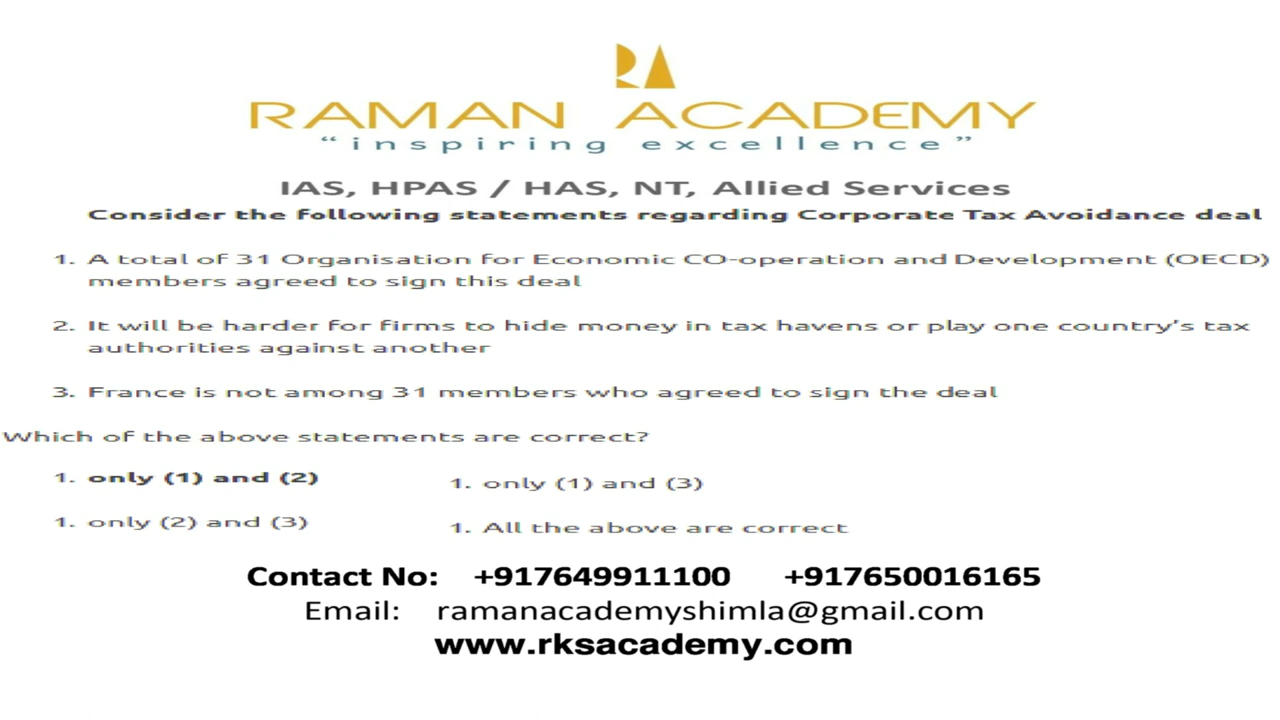 RA
RAMAN ACADEMY
“inspiring excellence”
IAS, HPAS / HAS, NT, Allied Services
Consider the following statements regarding Corporate Tax Avoidance deal
1. A total of 31 Organisation for Economic CO-operation and Development (OECD)
members agreed to sign this deal
2. It will be harder for firms to hide money in tax havens or play one country’s tax
authorities against another
3. France is not among 31 members who agreed to sign the deal
Which of the above statements are correct?
1. only (1) and (2)
1. only (1) and (3)
1. only (2) and (3)
1. All the above are correct
Contact No: +917649911100 +917650016165
Email: ramanacademyshimla@gmail.com
www.rksacademy.com